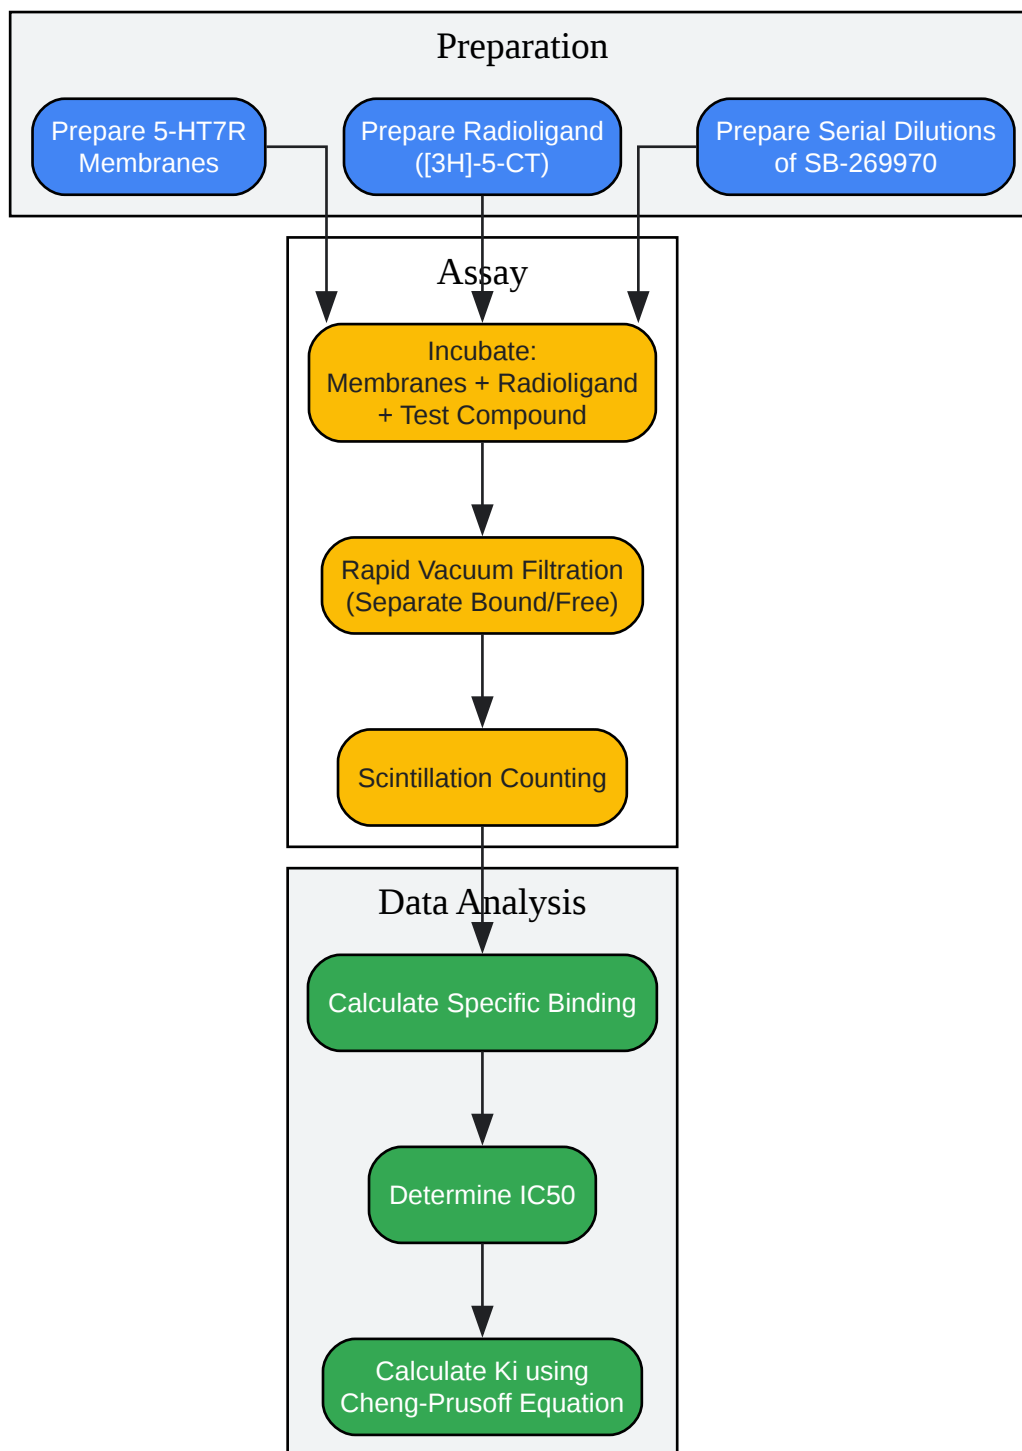 Preparation
Prepare 5-HT7R
Membranes
Prepare Radioligand
([3H]-5-CT)
Prepare Serial Dilutions
of SB-269970
Assay
Incubate:
Membranes + Radioligand
+ Test Compound
Rapid Vacuum Filtration
(Separate Bound/Free)
Scintillation Counting
Data Analysis
Calculate Specific Binding
Determine IC50
Calculate Ki using
Cheng-Prusoff Equation